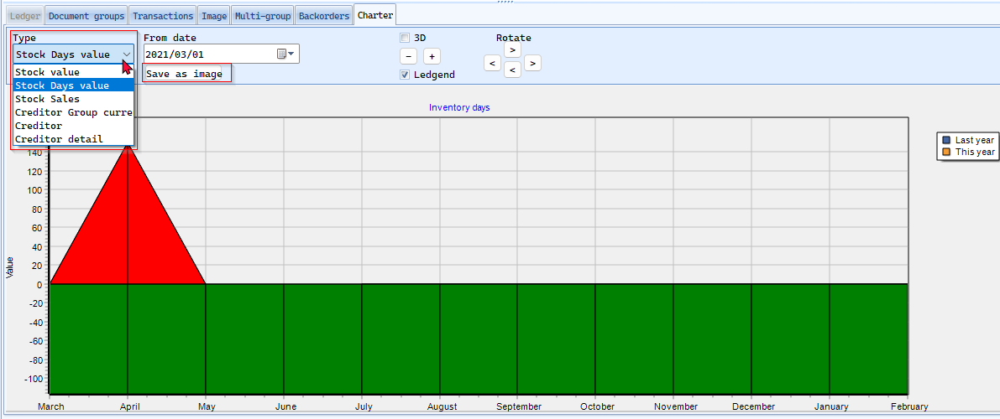 Ledger Document groups Transactions Image Multi-group Backorders Charter
Type From date 3D Rotate
Stock Days value 2021/03/01 - + > < > <
Save as image Ledgend
Stock value
Stock Days value
Stock Sales
Creditor Group curre
Creditor
Creditor detail
Inventory days
Last year
This year
Value
140
120
100
80
60
40
20
0
-20
-40
-60
-80
-100
March April May June July August September October November December January February